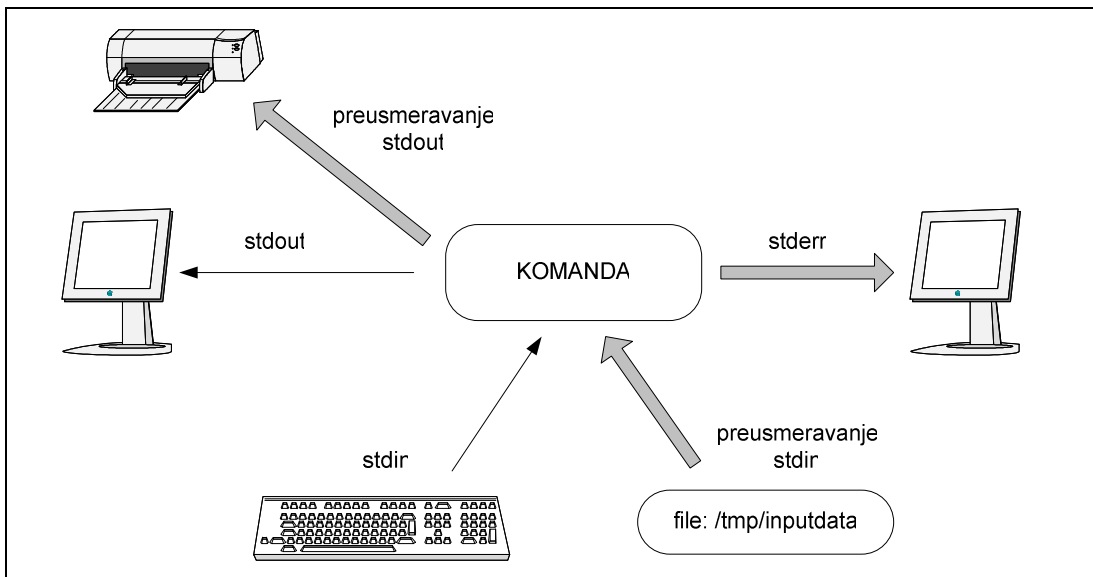 preusmeravanje
stdout
stdout
KOMANDA
stderr
stdin
preusmeravanje
stdin
file: /tmp/inputdata